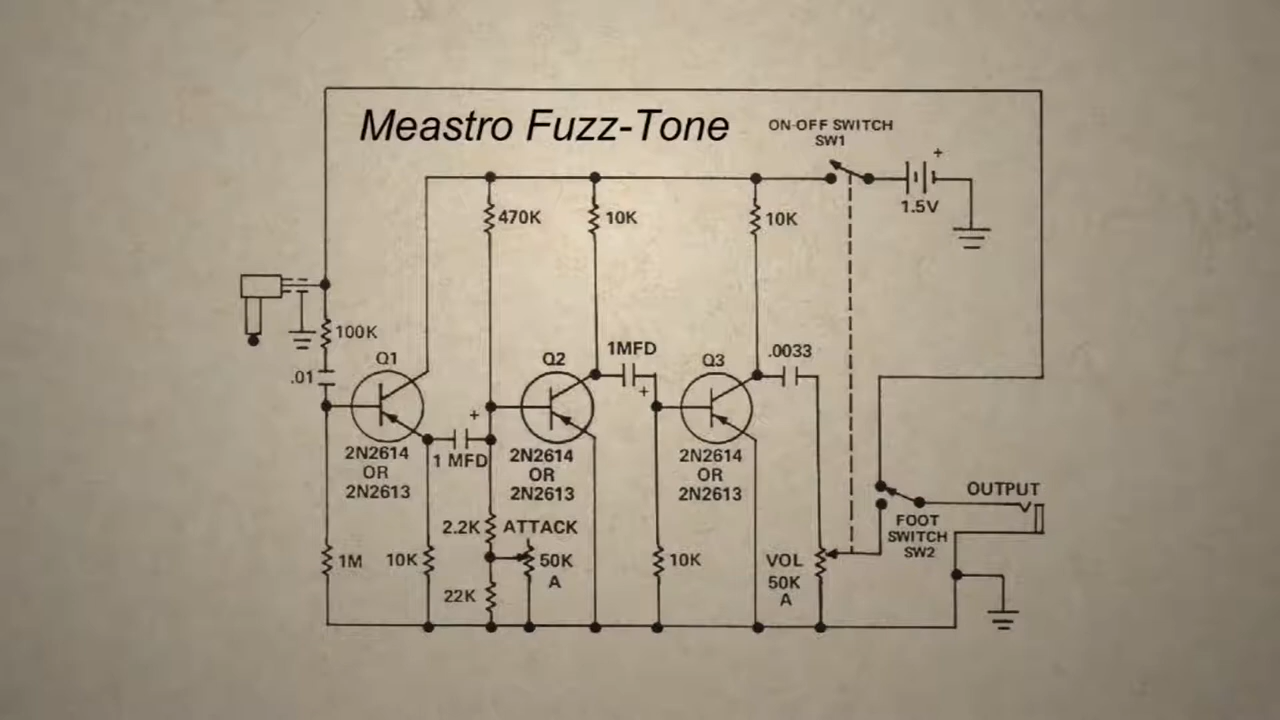 Meastro Fuzz-Tone
ON-OFF SWITCH
SW1
+
1.5V
470K
10K
10K
100K
.01
Q1
Q2
1MFD
+
Q3
.0033
+
1 MFD
2N2614
OR
2N2613
2N2614
OR
2N2613
2N2614
OR
2N2613
OUTPUT
FOOT
SWITCH
SW2
2.2K
ATTACK
1M
10K
50K
A
10K
VOL
50K
A
22K